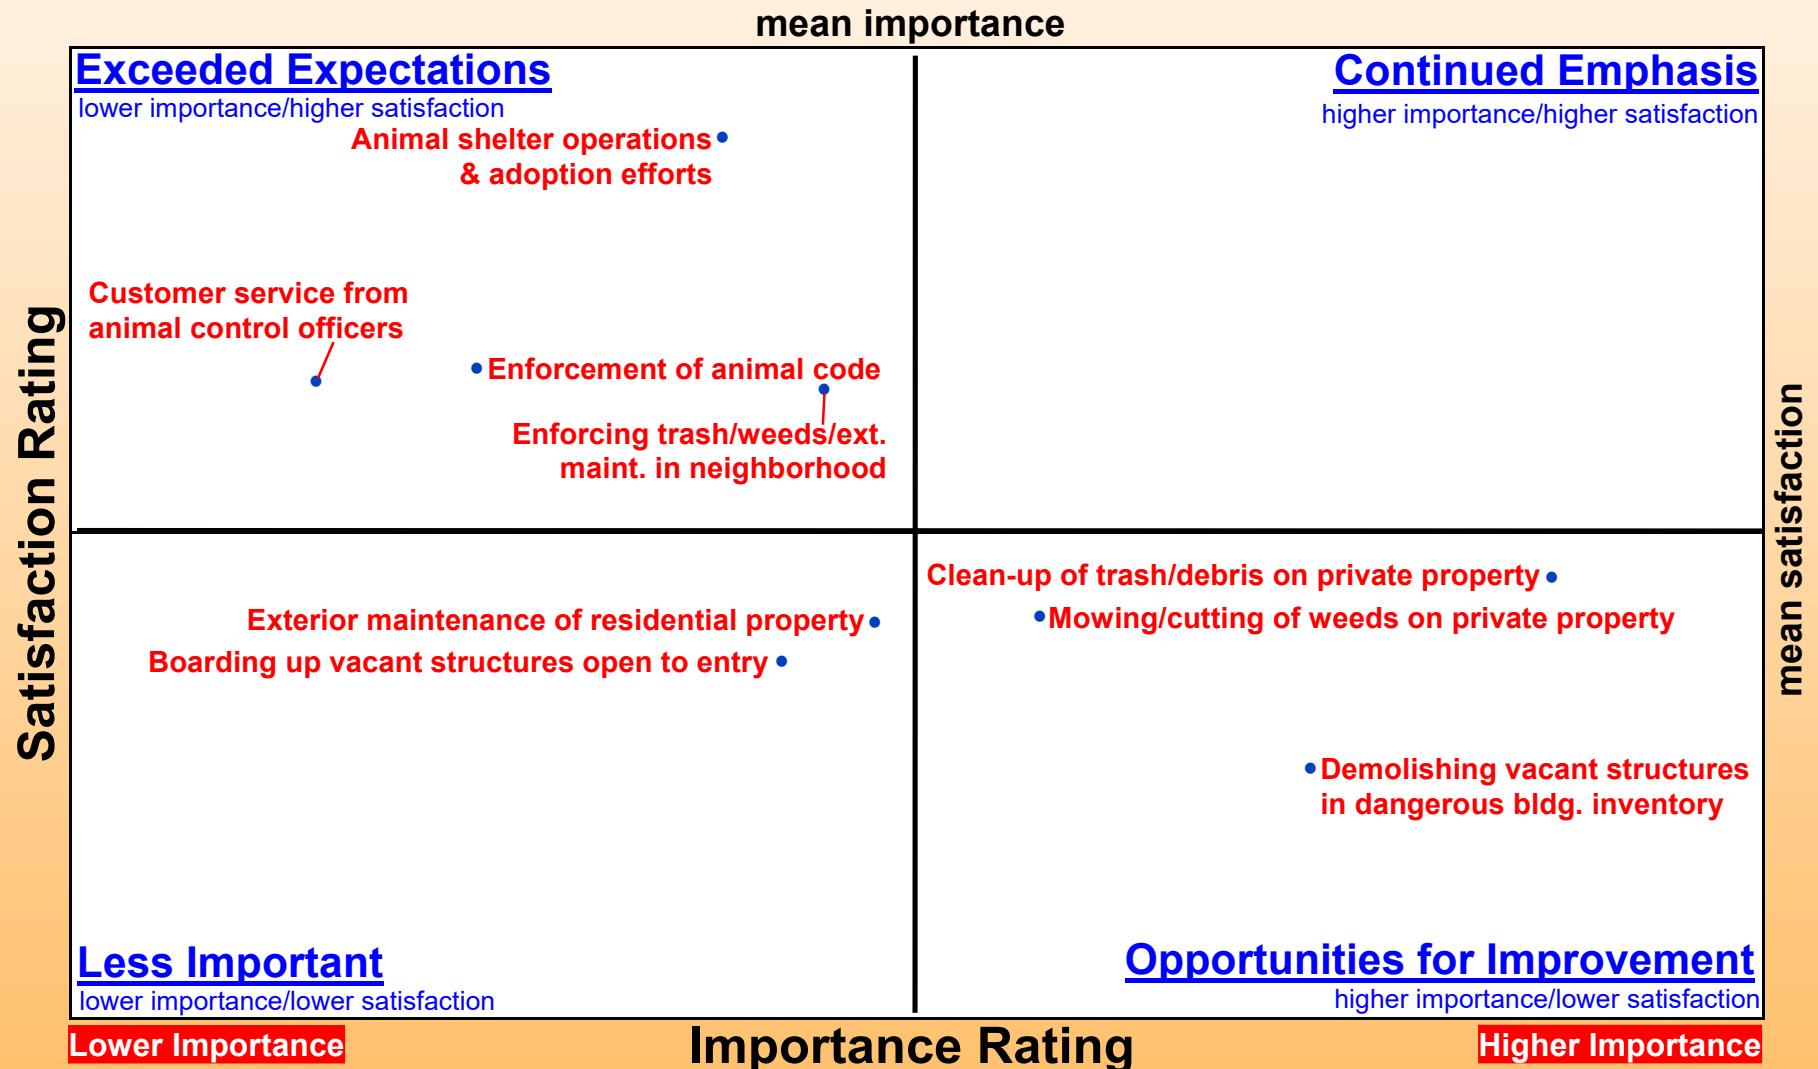 mean importance
Exceeded Expectations
lower importance/higher satisfaction
Continued Emphasis
higher importance/higher satisfaction
Animal shelter operations
& adoption efforts
Customer service from
animal control officers
Enforcement of animal code
Enforcing trash/weeds/ext.
maint. in neighborhood
Satisfaction Rating
mean satisfaction
Clean-up of trash/debris on private property
Mowing/cutting of weeds on private property
Exterior maintenance of residential property
Boarding up vacant structures open to entry
Demolishing vacant structures
in dangerous bldg. inventory
Less Important
lower importance/lower satisfaction
Opportunities for Improvement
higher importance/lower satisfaction
Lower Importance
Importance Rating
Higher Importance